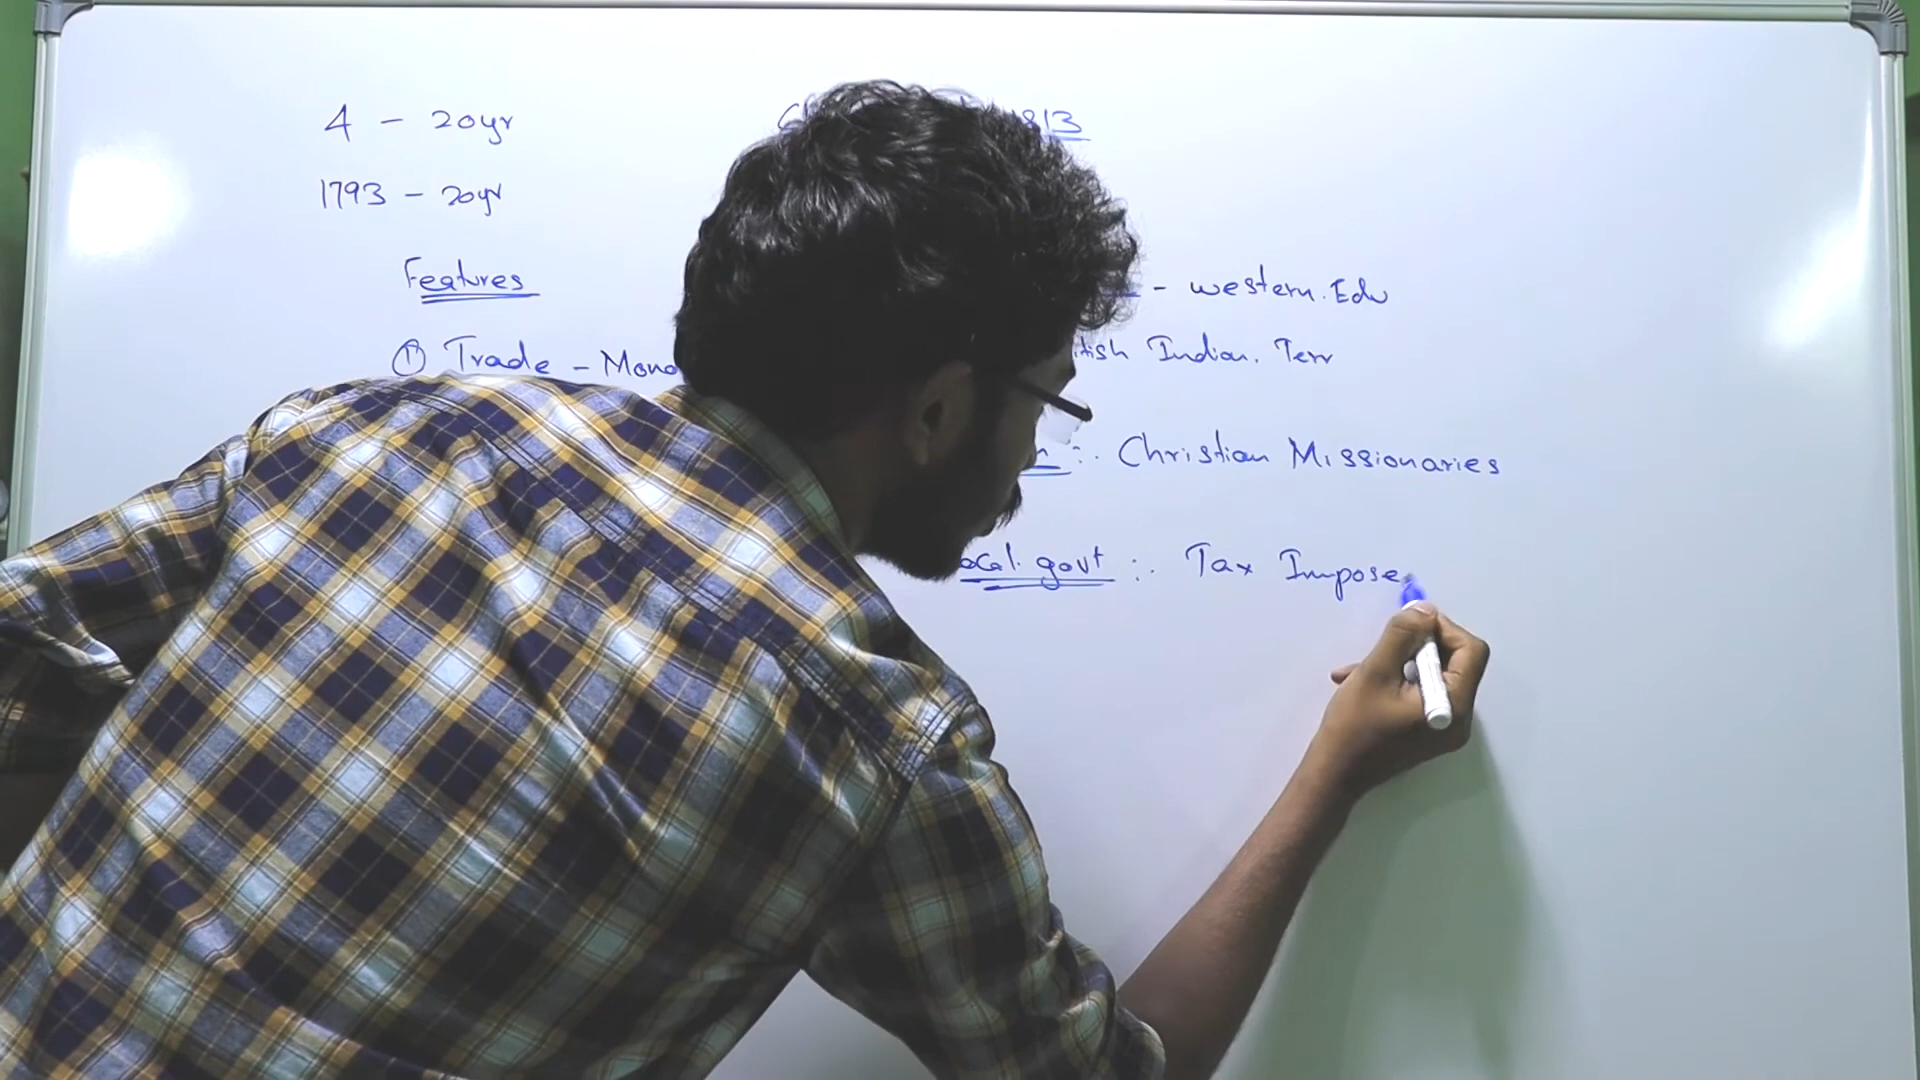 4 - 20yr
813
1793 - 20yr
Features
- western. Edu
① Trade - Mono
itish Indian. Terr
:. Christian Missionaries
ocal. govt :. Tax Impose